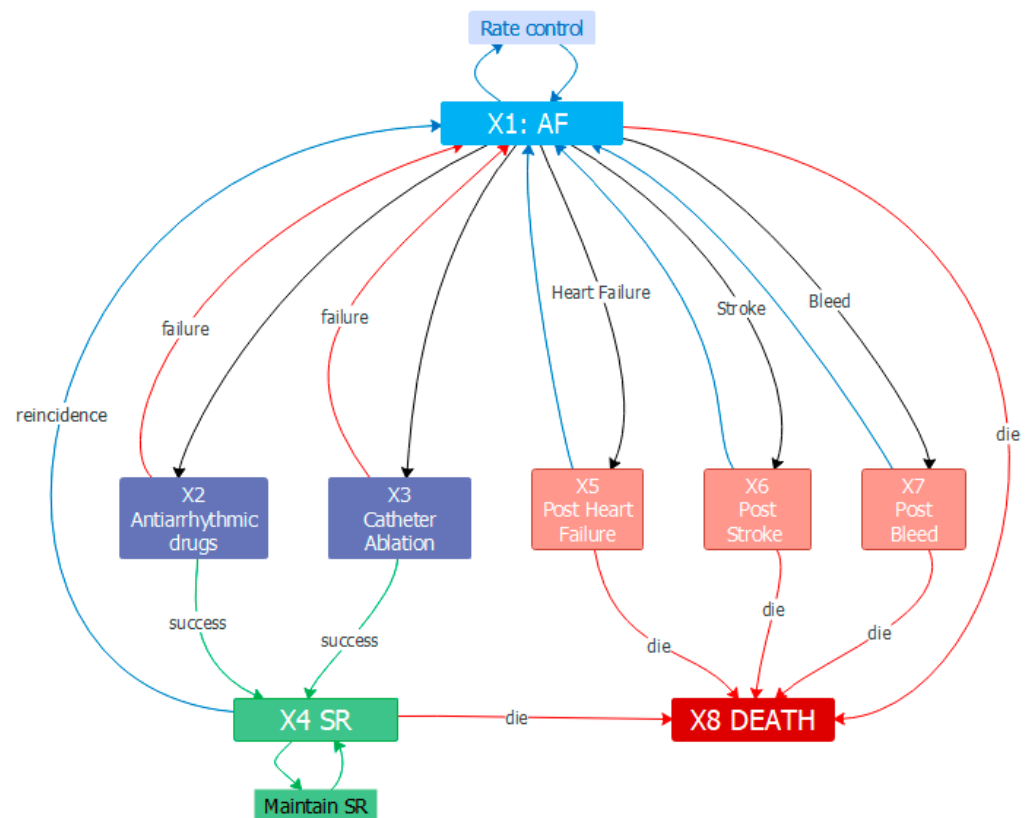 Rate control
X1: AF
Heart Failure
Stroke
Bleed
failure
failure
reincidence
die
X2
Antiarrhythmic
drugs
X3
Catheter
Ablation
X5
Post Heart
Failure
X6
Post
Stroke
X7
Post
Bleed
success
success
die
die
die
X4 SR
die
X8 DEATH
Maintain SR